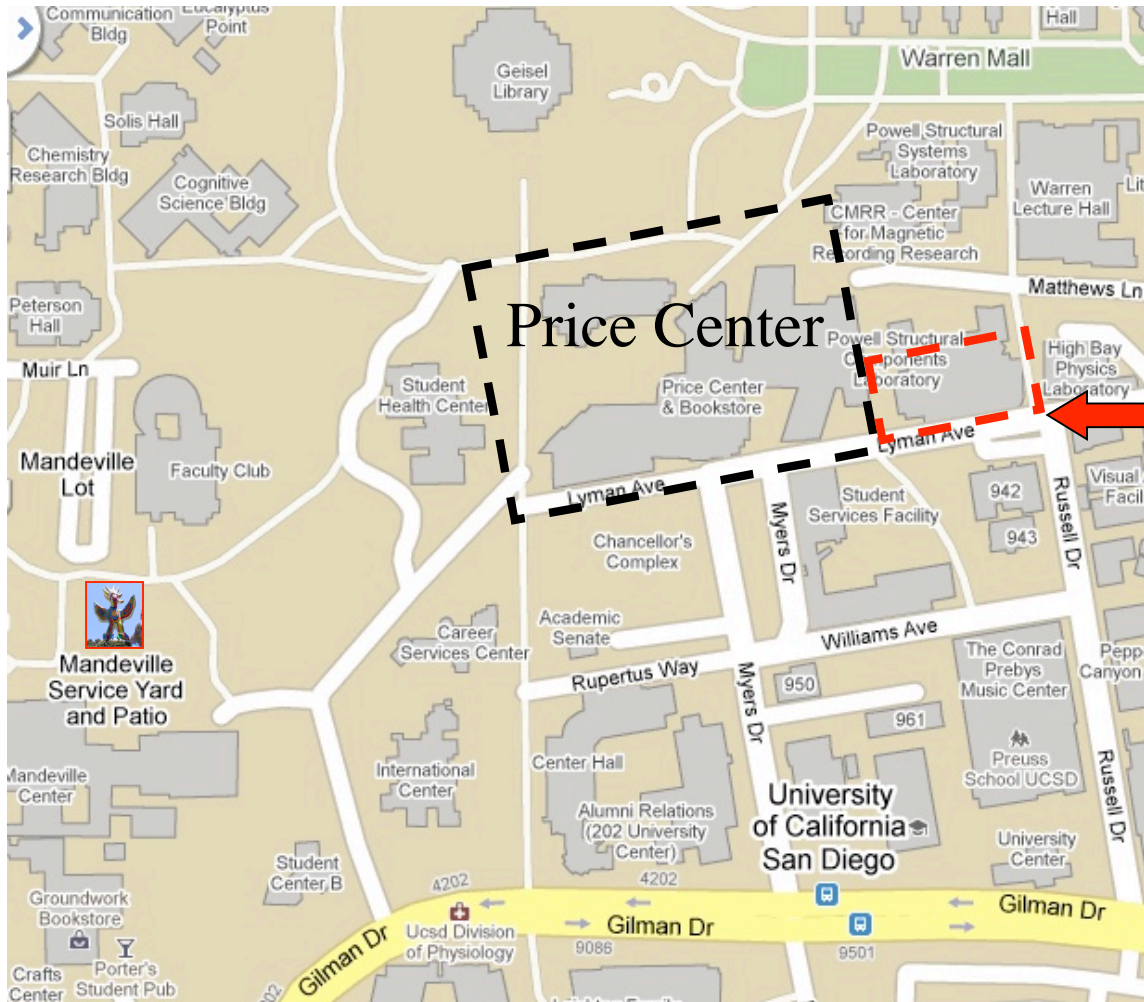 Communication
Bldg
Eucalyptus
Point
Hall
Geisel
Library
Warren Mall
Solis Hall
Chemistry
Research Bldg
Cognitive
Science Bldg
Powell Structural
Systems
Laboratory
Warren
Lecture Hall
CMRR - Center
for Magnetic
Recording Research
Matthews Ln
Peterson
Hall
Muir Ln
Price Center
Powell Structural
Components
Laboratory
High Bay
Physics
Laboratory
Student
Health Center
Price Center
& Bookstore
Mandeville
Lot
Faculty Club
Lyman Ave
Lyman Ave
Student
Services Facility
942
943
Russell Dr
Visual
Facil
Myers Dr
Chancellor's
Complex
Academic
Senate
Career
Services Center
Williams Ave
Rupertus Way
Mandeville
Service Yard
and Patio
950
961
Myers Dr
The Conrad
Prebys
Music Center
Canyon
Preuss
School UCSD
Russell Dr
Mandeville
Center
International
Center
Center Hall
Alumni Relations
(202 University
Center)
University
of California
San Diego
University
Center
Student
Center B
4202
4202
Groundwork
Bookstore
Ucsd Division
of Physiology
Gilman Dr
Gilman Dr
Gilman Dr
9086
9501
Crafts
Center
Porter's
Student Pub